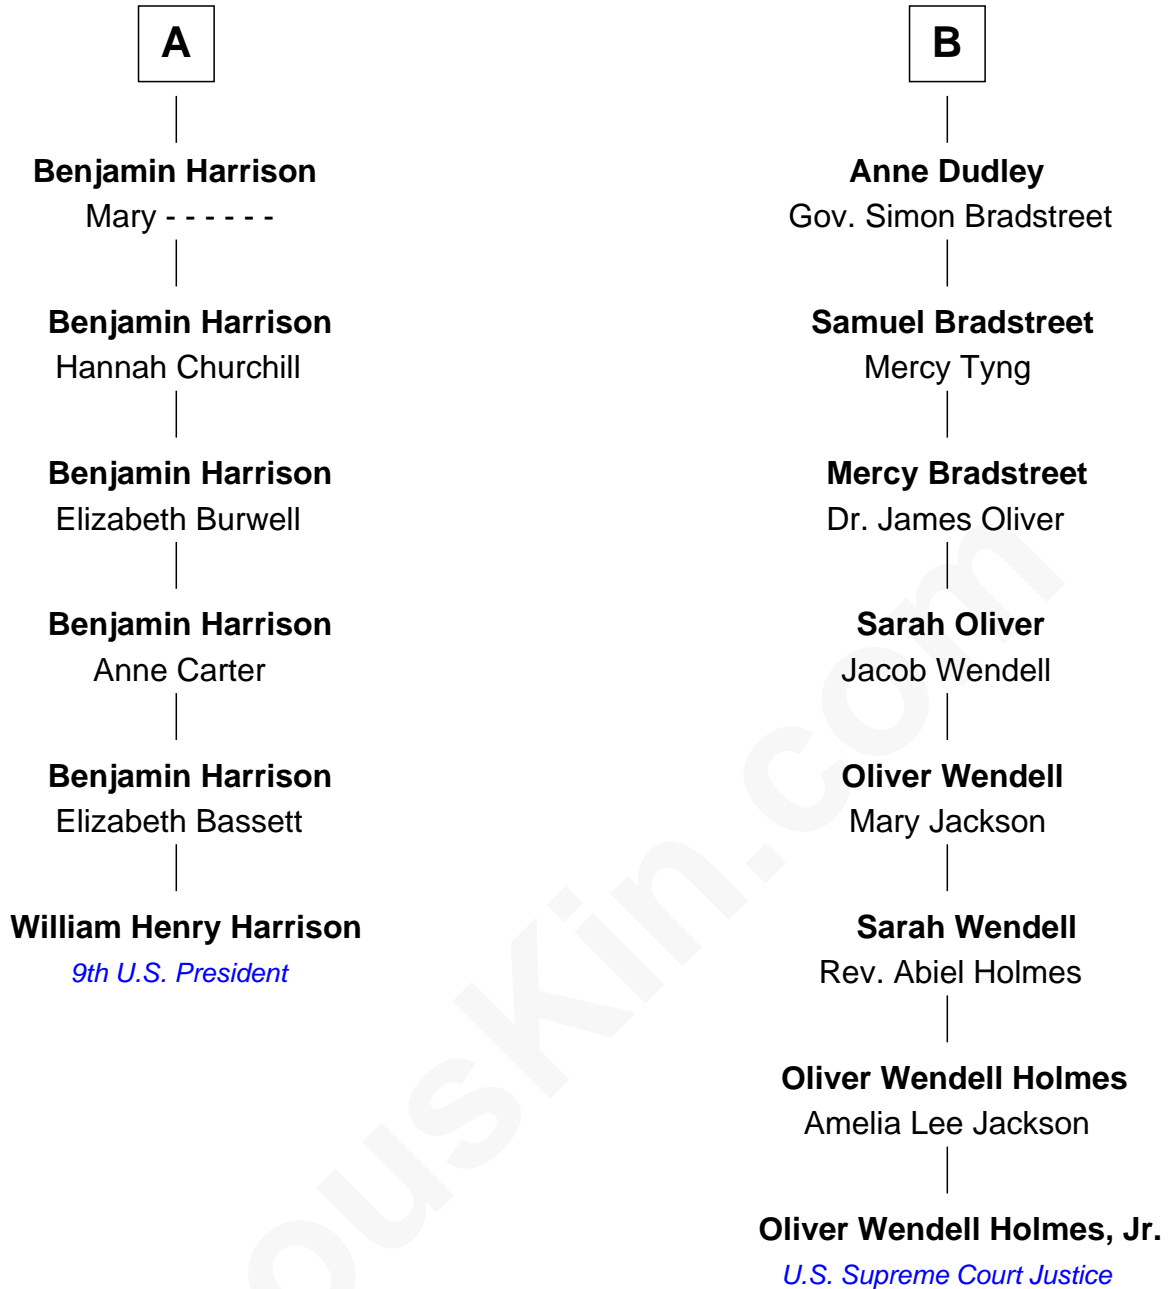 A
Benjamin Harrison
Mary - - - - - -
Benjamin Harrison
Hannah Churchill
Benjamin Harrison
Elizabeth Burwell
Benjamin Harrison
Anne Carter
Benjamin Harrison
Elizabeth Bassett
William Henry Harrison
9th U.S. President
B
Anne Dudley
Gov. Simon Bradstreet
Samuel Bradstreet
Mercy Tyng
Mercy Bradstreet
Dr. James Oliver
Sarah Oliver
Jacob Wendell
Oliver Wendell
Mary Jackson
Sarah Wendell
Rev. Abiel Holmes
Oliver Wendell Holmes
Amelia Lee Jackson
Oliver Wendell Holmes, Jr.
U.S. Supreme Court Justice
ousKin.com